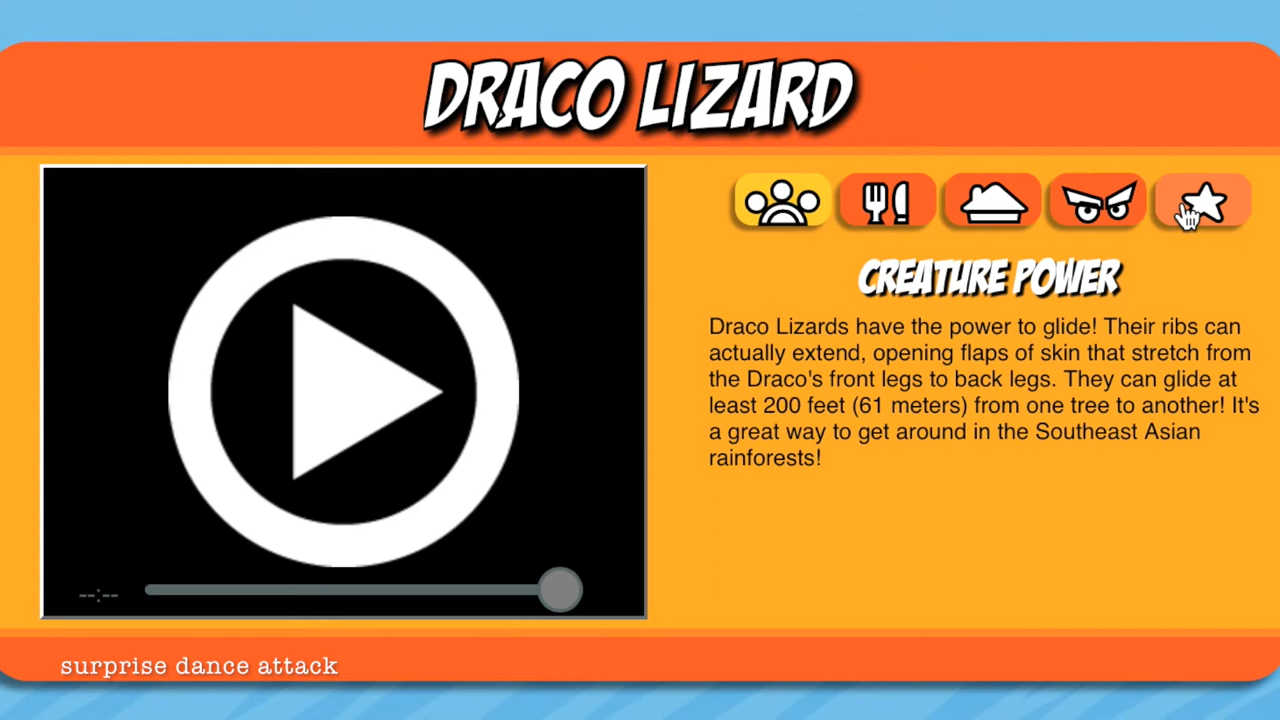 DRACO LIZARD
CREATURE POWER
Draco Lizards have the power to glide! Their ribs can
actually extend, opening flaps of skin that stretch from
the Draco's front legs to back legs. They can glide at
least 200 feet (61 meters) from one tree to another! It's
a great way to get around in the Southeast Asian
rainforests!
--:--
surprise dance attack